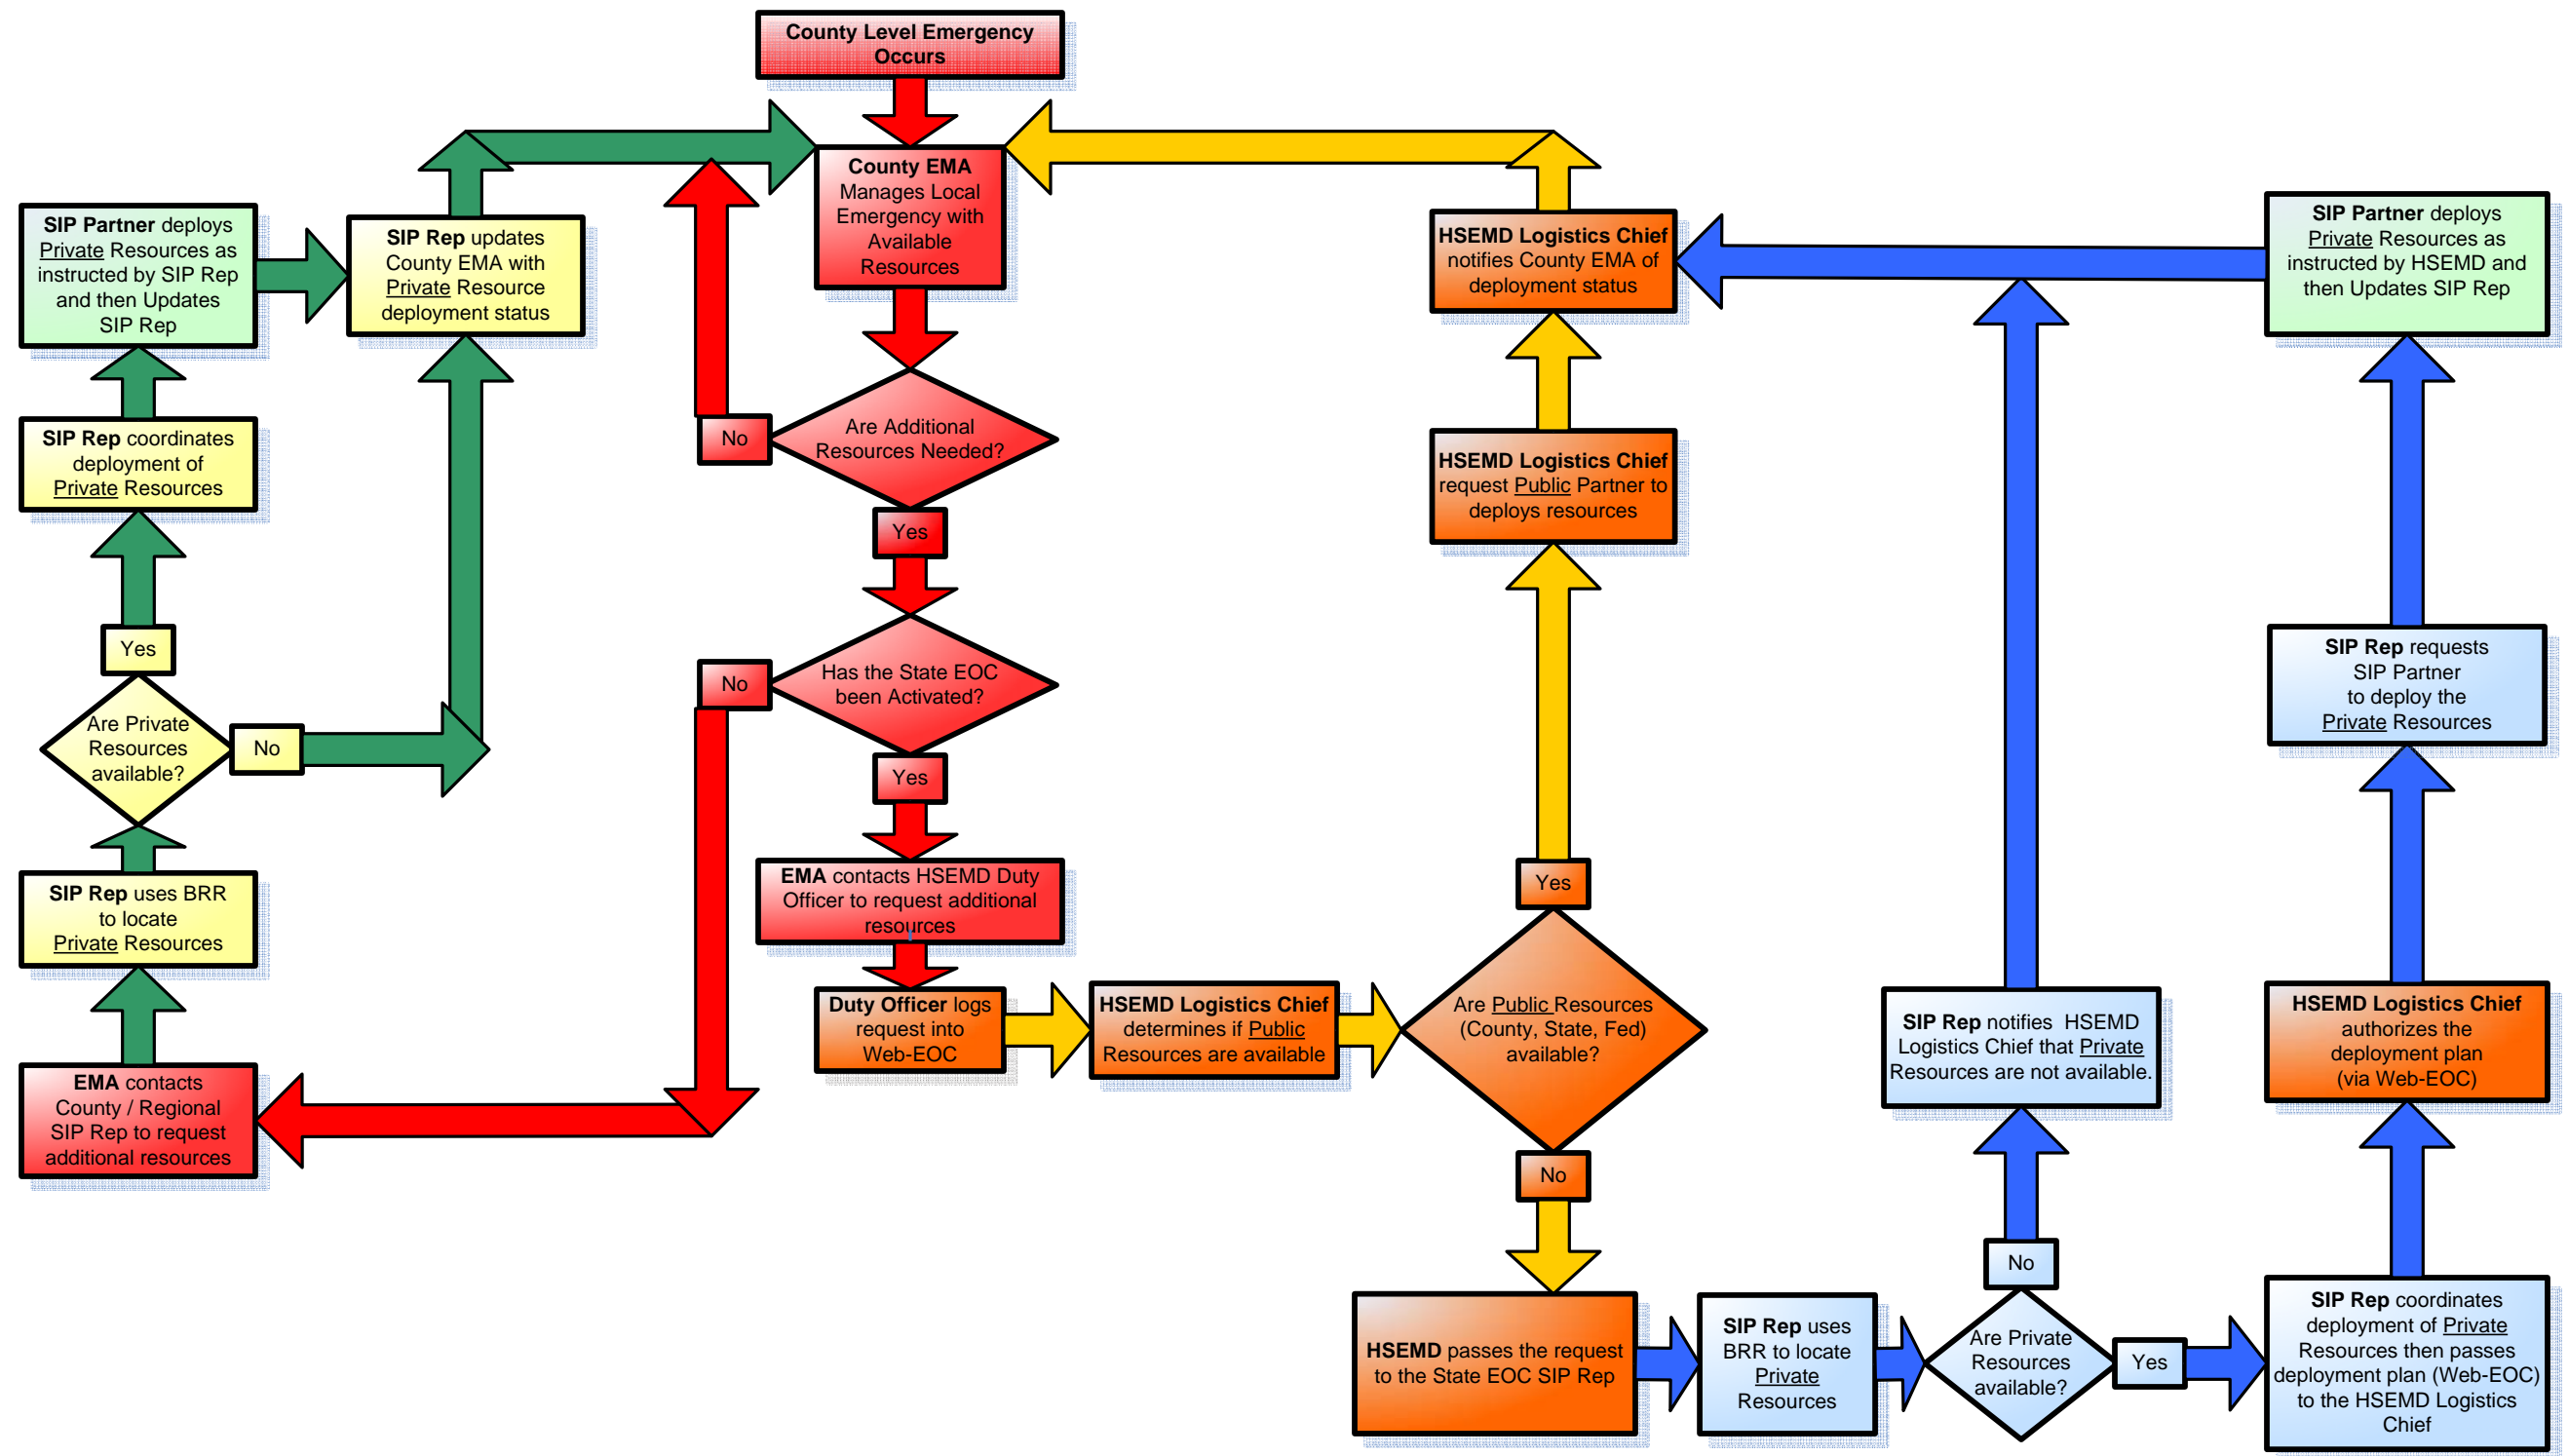 County Level Emergency
Occurs
County EMA
Manages Local
Emergency with
Available
Resources
Are Additional
Resources Needed?
No
Yes
Has the State EOC
been Activated?
No
Yes
EMA contacts HSEMD Duty
Officer to request additional
resources
Duty Officer logs
request into
Web-EOC
HSEMD Logistics Chief
determines if Public
Resources are available
Are Public Resources
(County, State, Fed)
available?
Yes
HSEMD Logistics Chief
request Public Partner to
deploys resources
HSEMD Logistics Chief
notifies County EMA of
deployment status
No
HSEMD passes the request
to the State EOC SIP Rep
SIP Rep uses
BRR to locate
Private
Resources
Are Private
Resources
available?
No
SIP Rep notifies HSEMD
Logistics Chief that Private
Resources are not available.
Yes
SIP Rep coordinates
deployment of Private
Resources then passes
deployment plan (Web-EOC)
to the HSEMD Logistics
Chief
HSEMD Logistics Chief
authorizes the
deployment plan
(via Web-EOC)
SIP Rep requests
SIP Partner
to deploy the
Private Resources
SIP Partner deploys
Private Resources as
instructed by HSEMD and
then Updates SIP Rep
EMA contacts
County / Regional
SIP Rep to request
additional resources
SIP Rep uses BRR
to locate
Private Resources
Are Private
Resources
available?
No
Yes
SIP Rep coordinates
deployment of
Private Resources
SIP Partner deploys
Private Resources as
instructed by SIP Rep
and then Updates
SIP Rep
SIP Rep updates
County EMA with
Private Resource
deployment status